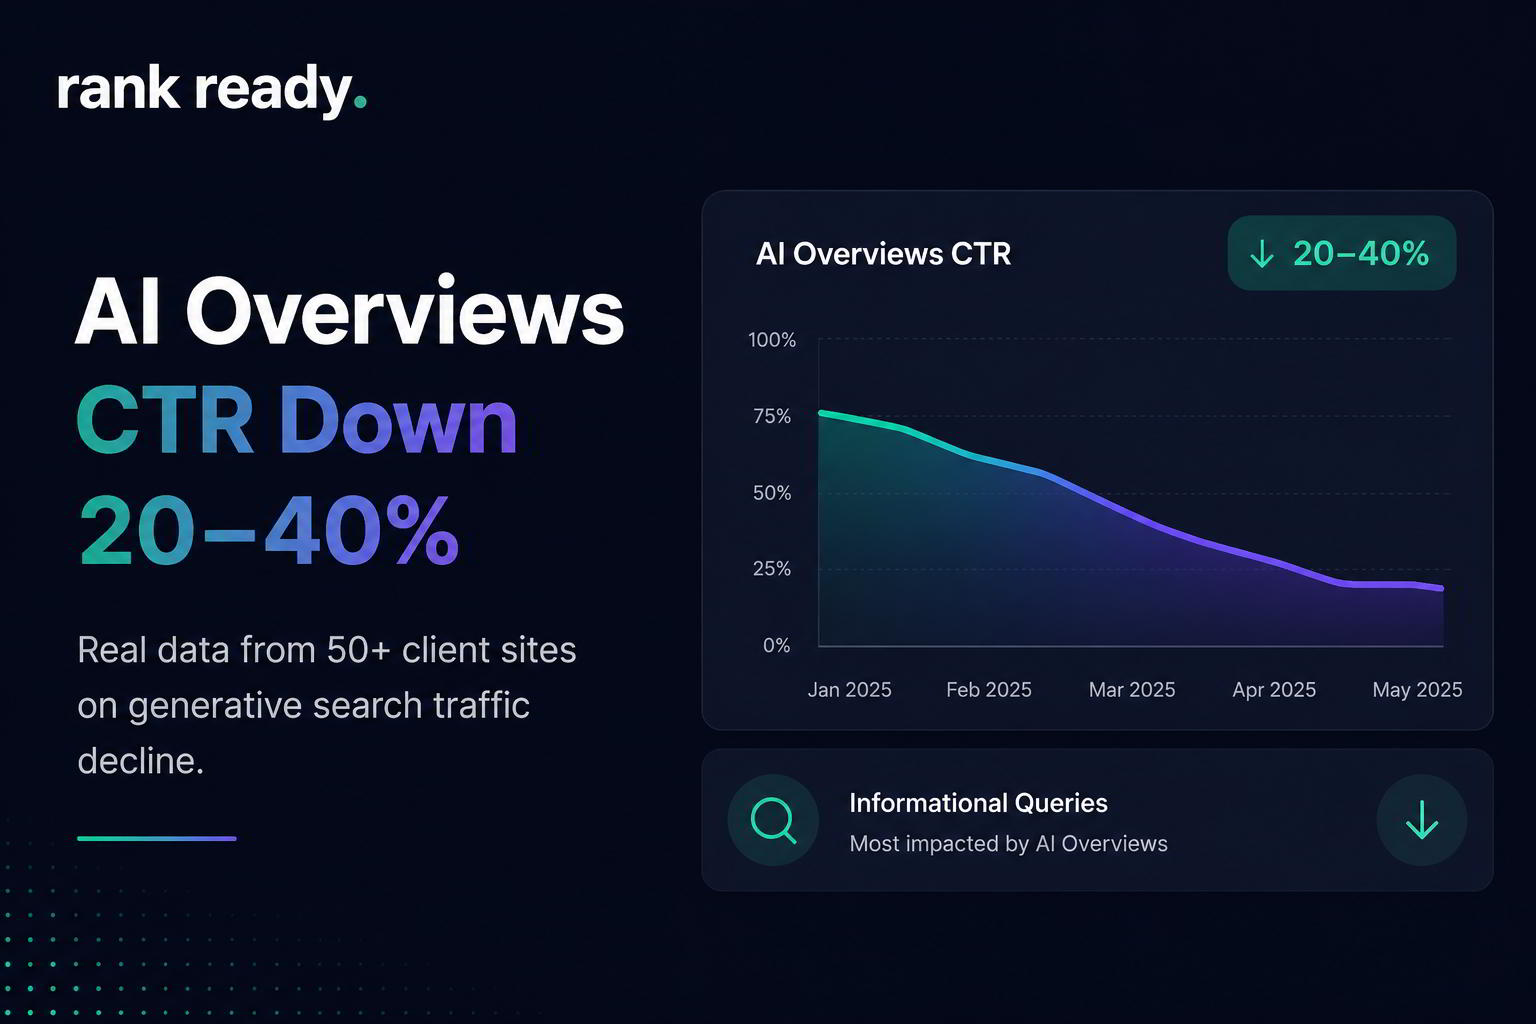 rank ready.
AI Overviews
CTR Down
20–40%
Real data from 50+ client sites
on generative search traffic
decline.
AI Overviews CTR
↓ 20–40%
100%
75%
50%
25%
0%
Jan 2025 Feb 2025 Mar 2025 Apr 2025 May 2025
Informational Queries
Most impacted by AI Overviews